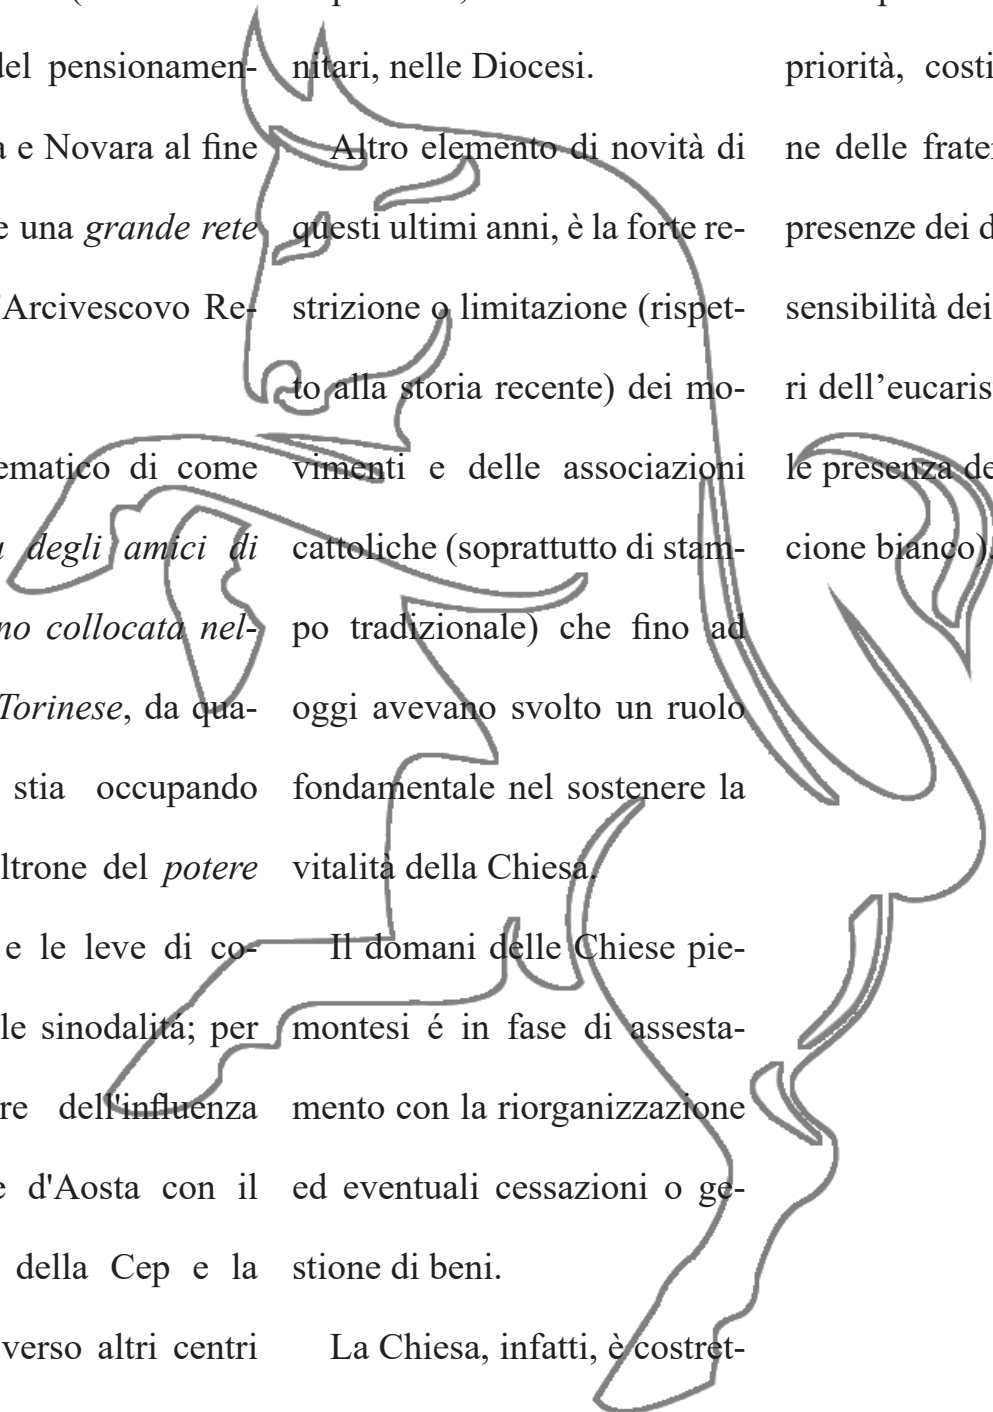 del pensionamen-
a e Novara al fine
e una grande rete
'Arcivescovo Re-
ematico di come
degli amici di
no collocata nel-
Torinese, da qua-
stia occupando
ltrone del potere
e le leve di co-
le sinodalitá; per
re dell'influenza
e d'Aosta con il
della Cep e la
verso altri centri
nitari, nelle Diocesi.
Altro elemento di novità di
questi ultimi anni, è la forte re-
strizione o limitazione (rispet-
to alla storia recente) dei mo-
vimenti e delle associazioni
cattoliche (soprattutto di stam-
po tradizionale) che fino ad
oggi avevano svolto un ruolo
fondamentale nel sostenere la
vitalità della Chiesa.
Il domani delle Chiese pie-
montesi é in fase di assesta-
mento con la riorganizzazione
ed eventuali cessazioni o ge-
stione di beni.
La Chiesa, infatti, è costret-
priorità, costi
ne delle frate
presenze dei d
sensibilità dei
ri dell’eucaris
le presenza de
cione bianco)